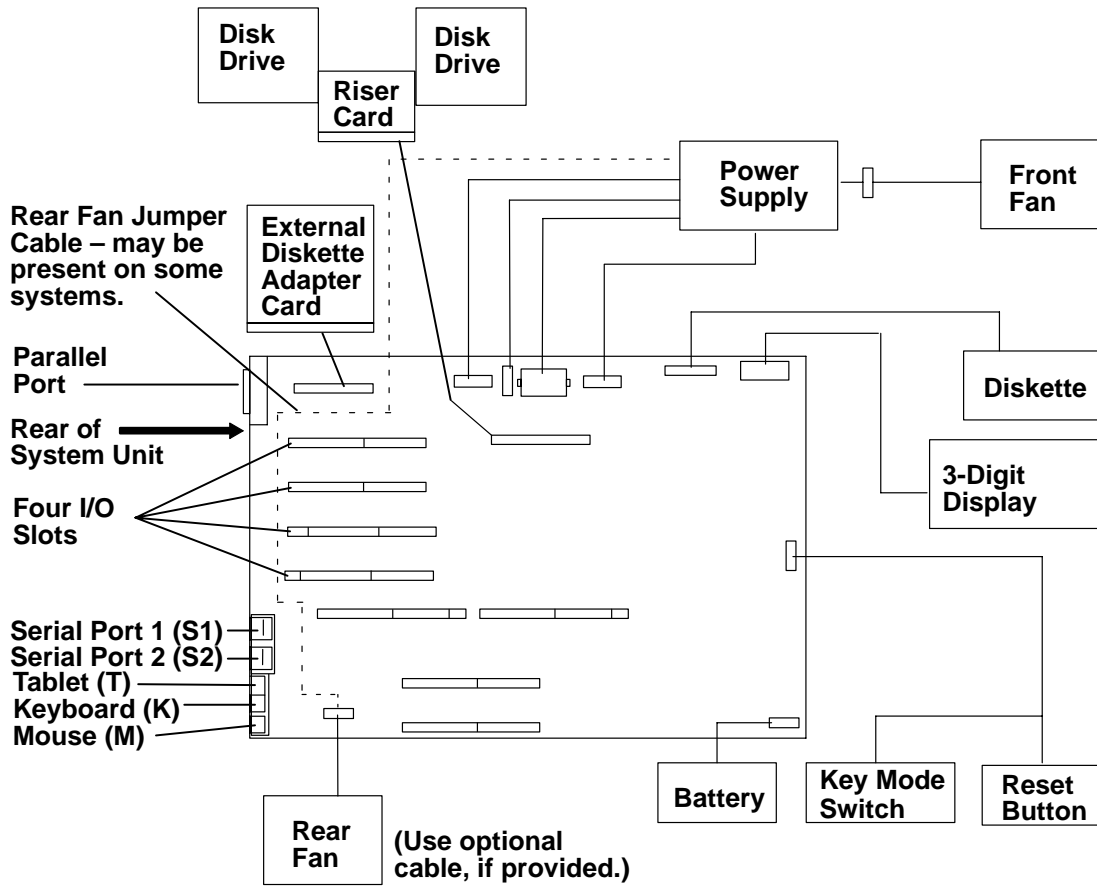 Disk
Drive
Disk
Drive
Riser
Card
Power
Supply
Front
Fan
Rear Fan Jumper
Cable – may be
present on some
systems.
External
Diskette
Adapter
Card
Parallel
Port
Diskette
Rear of
System Unit
3-Digit
Display
Four I/O
Slots
Serial Port 1 (S1)
Serial Port 2 (S2)
Tablet (T)
Keyboard (K)
Mouse (M)
Battery
Key Mode
Switch
Reset
Button
Rear
Fan
(Use optional
cable, if provided.)